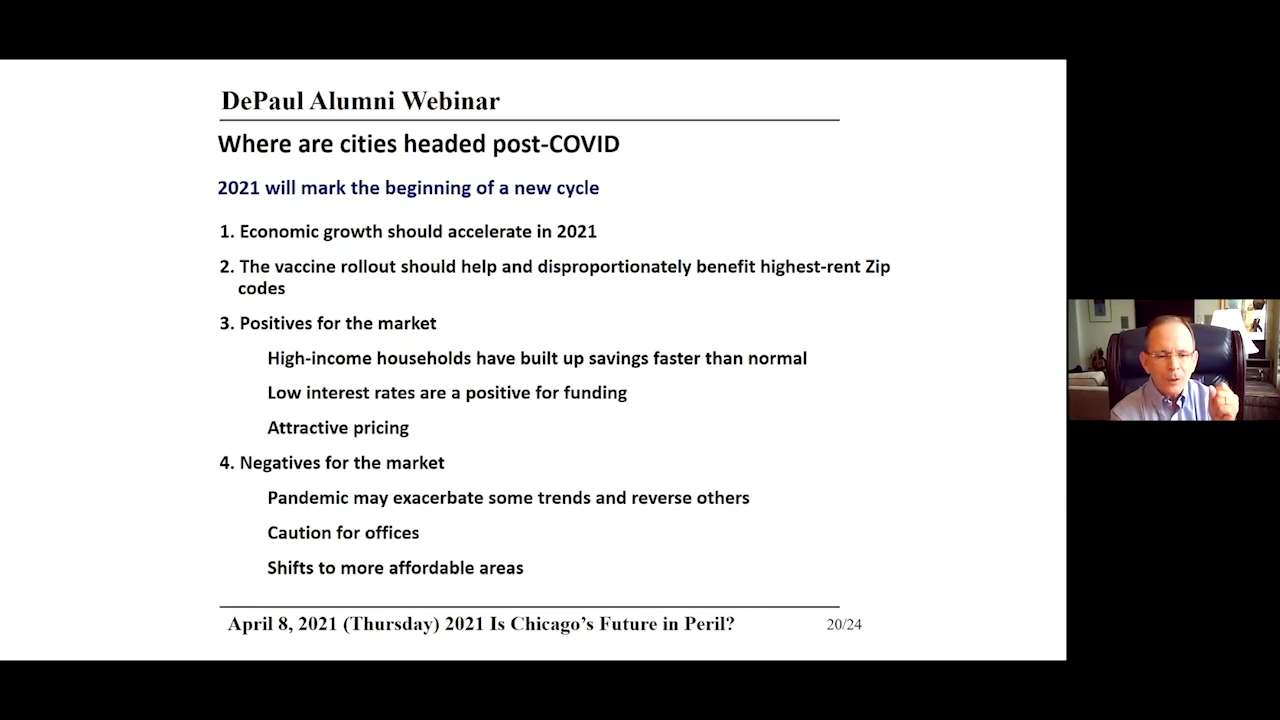 DePaul Alumni Webinar
Where are cities headed post-COVID
2021 will mark the beginning of a new cycle
1. Economic growth should accelerate in 2021
2. The vaccine rollout should help and disproportionately benefit highest-rent Zip
codes
3. Positives for the market
High-income households have built up savings faster than normal
Low interest rates are a positive for funding
Attractive pricing
4. Negatives for the market
Pandemic may exacerbate some trends and reverse others
Caution for offices
Shifts to more affordable areas
April 8, 2021 (Thursday) 2021 Is Chicago’s Future in Peril?
20/24